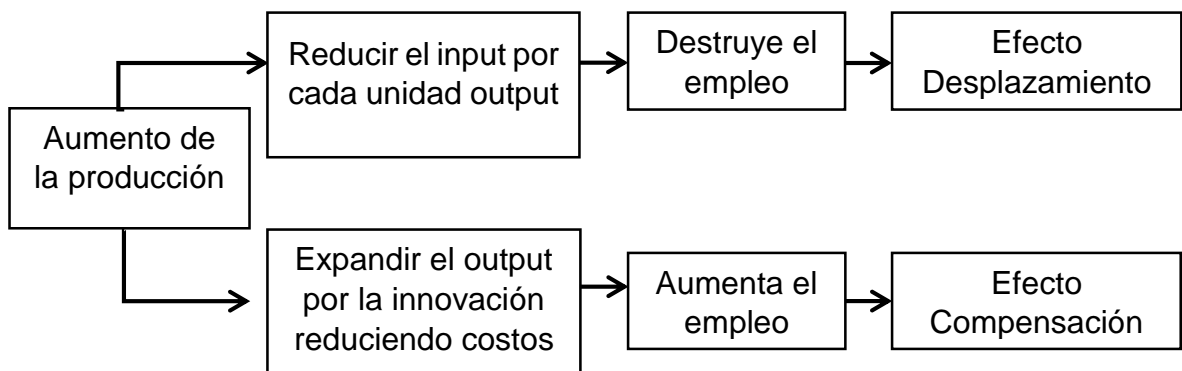 Aumento de
la producción
Reducir el input por
cada unidad output
Destruye el
empleo
Efecto
Desplazamiento
Expandir el output
por la innovación
reduciendo costos
Aumenta el
empleo
Efecto
Compensación